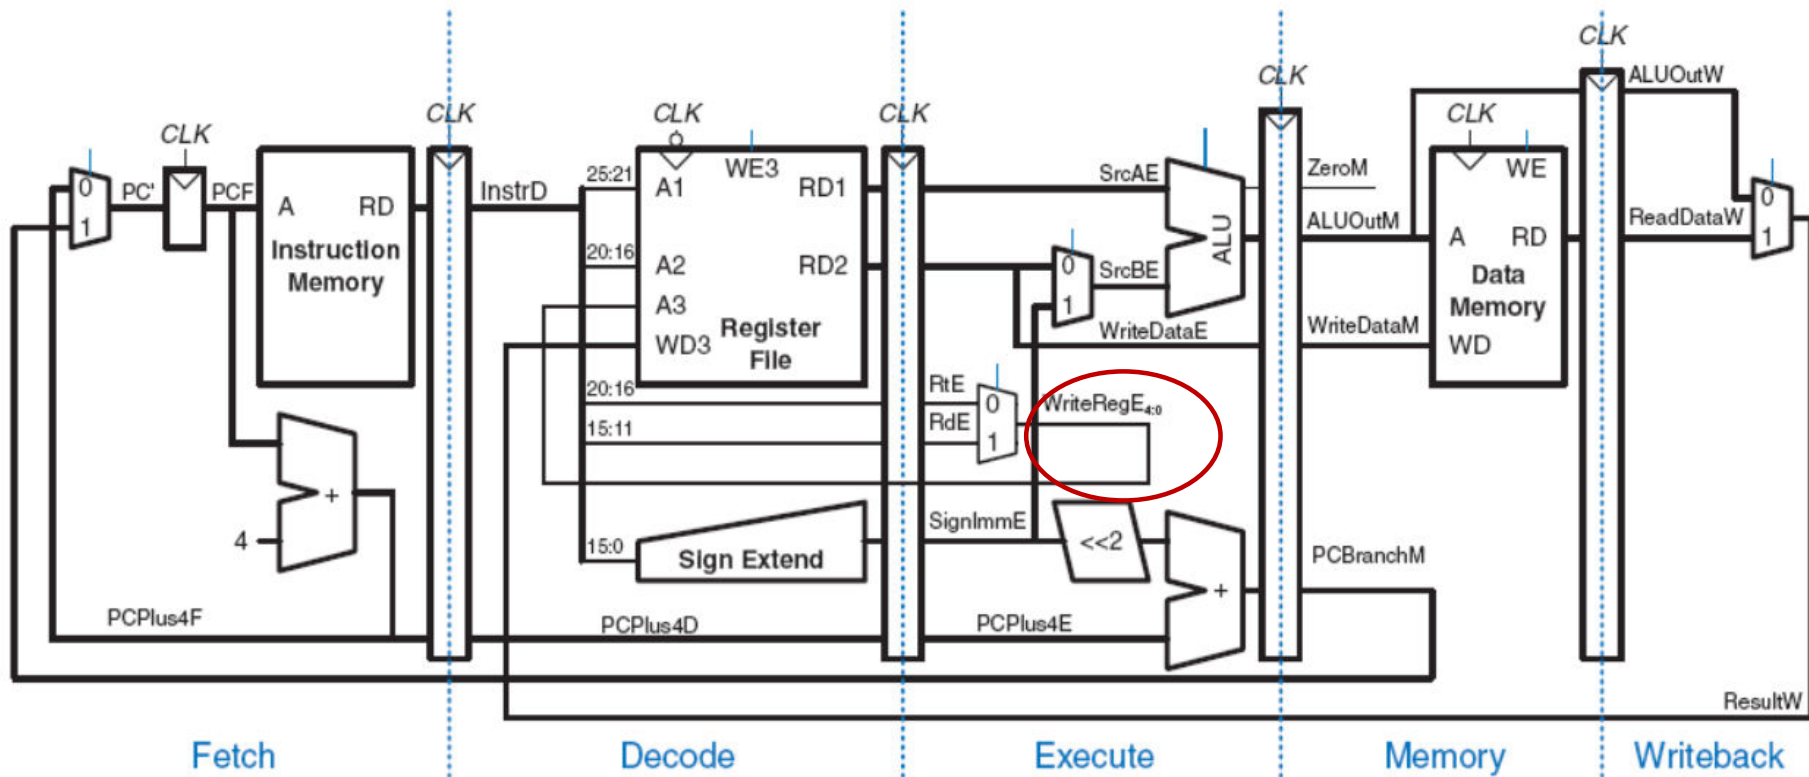 CLK
ALUOutW
CLK
CLK
CLK
CLK
CLK
CLK
0
1
PC'
PCF
A
RD
Instruction
Memory
InstrD
25:21
20:16
A1
A2
A3
WD3
WE3
RD1
RD2
Register
File
SrcAE
0
1
SrcBE
ALU
ZeroM
ALUOutM
WriteDataE
WriteDataM
A
RD
WE
Data
Memory
WD
ReadDataW
0
1
20:16
15:11
RtE
RdE
0
1
WriteRegE4:0
+
4
15:0
Sign Extend
SignImmE
<<2
+
PCBranchM
PCPlus4F
PCPlus4D
PCPlus4E
ResultW
Fetch
Decode
Execute
Memory
Writeback